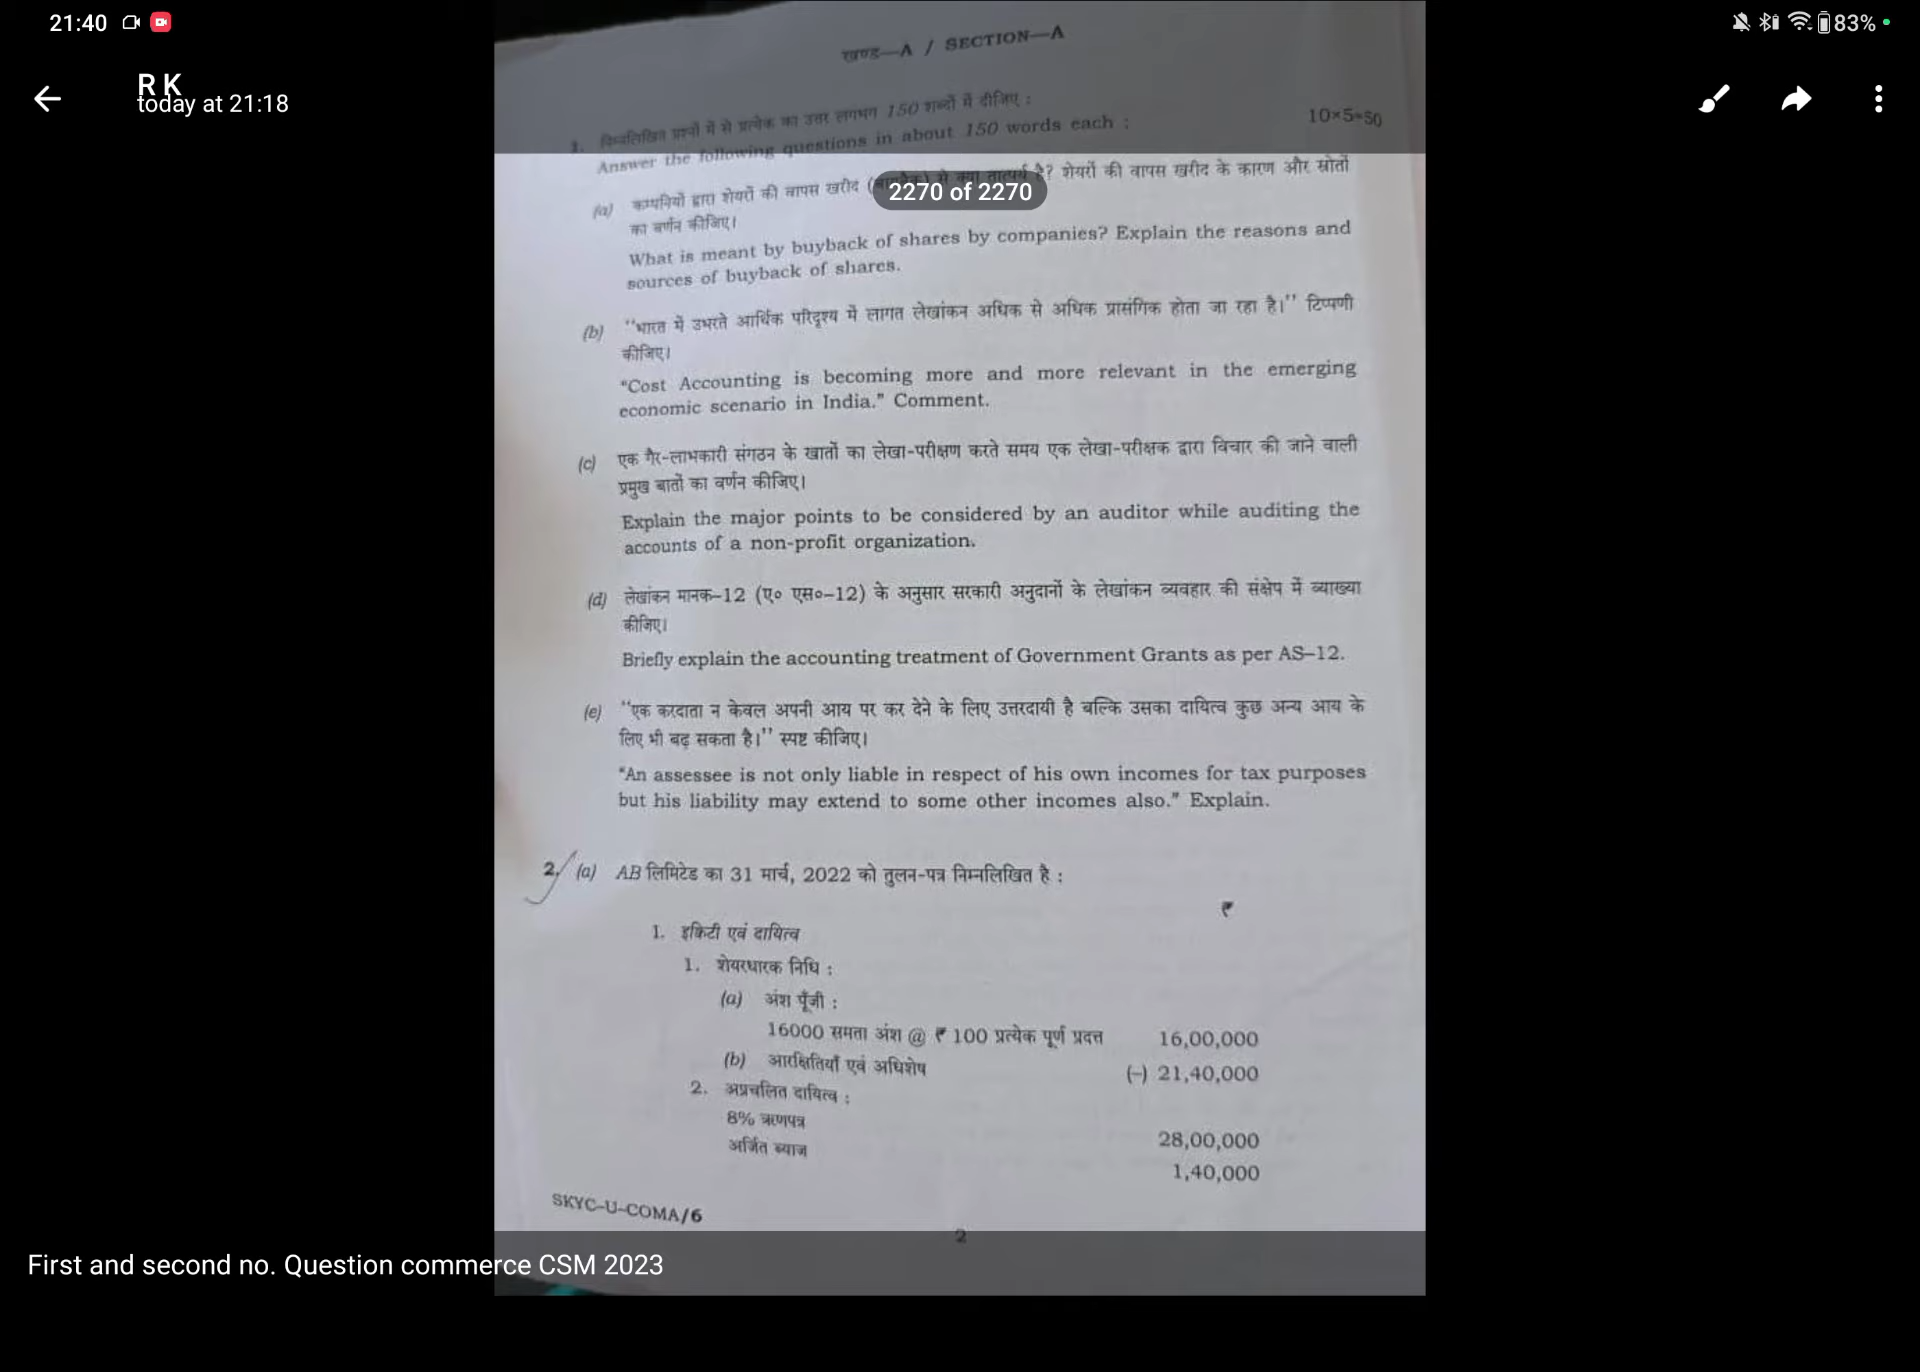 21:40
83%
R K
today at 21:18
खण्ड—A / SECTION—A
1. निम्नलिखित प्रश्नों में से प्रत्येक का उत्तर लगभग 150 शब्दों में दीजिए :
Answer the following questions in about 150 words each :
10×5=50
(a) कम्पनियों द्वारा शेयरों की वापस खरीद से क्या तात्पर्य है? शेयरों की वापस खरीद के कारण और स्रोतों
2270 of 2270
का वर्णन कीजिए।
What is meant by buyback of shares by companies? Explain the reasons and
sources of buyback of shares.
(b) "भारत में उभरते आर्थिक परिदृश्य में लागत लेखांकन अधिक से अधिक प्रासंगिक होता जा रहा है।" टिप्पणी
कीजिए।
"Cost Accounting is becoming more and more relevant in the emerging
economic scenario in India." Comment.
(c) एक गैर-लाभकारी संगठन के खातों का लेखा-परीक्षण करते समय एक लेखा-परीक्षक द्वारा विचार की जाने वाली
प्रमुख बातों का वर्णन कीजिए।
Explain the major points to be considered by an auditor while auditing the
accounts of a non-profit organization.
(d) लेखांकन मानक-12 (ए० एस०-12) के अनुसार सरकारी अनुदानों के लेखांकन व्यवहार की संक्षेप में व्याख्या
कीजिए।
Briefly explain the accounting treatment of Government Grants as per AS-12.
(e) "एक करदाता न केवल अपनी आय पर कर देने के लिए उत्तरदायी है बल्कि उसका दायित्व कुछ अन्य आय के
लिए भी बढ़ सकता है।" स्पष्ट कीजिए।
"An assessee is not only liable in respect of his own incomes for tax purposes
but his liability may extend to some other incomes also." Explain.
2. (a) AB लिमिटेड का 31 मार्च, 2022 को तुलन-पत्र निम्नलिखित है :
₹
1. इक्विटी एवं दायित्व
1. शेयरधारक निधि :
(a) अंश पूँजी :
16000 समता अंश @ ₹ 100 प्रत्येक पूर्ण प्रदत्त 16,00,000
(b) आरक्षितियाँ एवं अधिशेष (–) 21,40,000
2. अप्रचलित दायित्व :
8% ऋणपत्र 28,00,000
अर्जित ब्याज 1,40,000
SKYC-U-COMA/6
2
First and second no. Question commerce CSM 2023